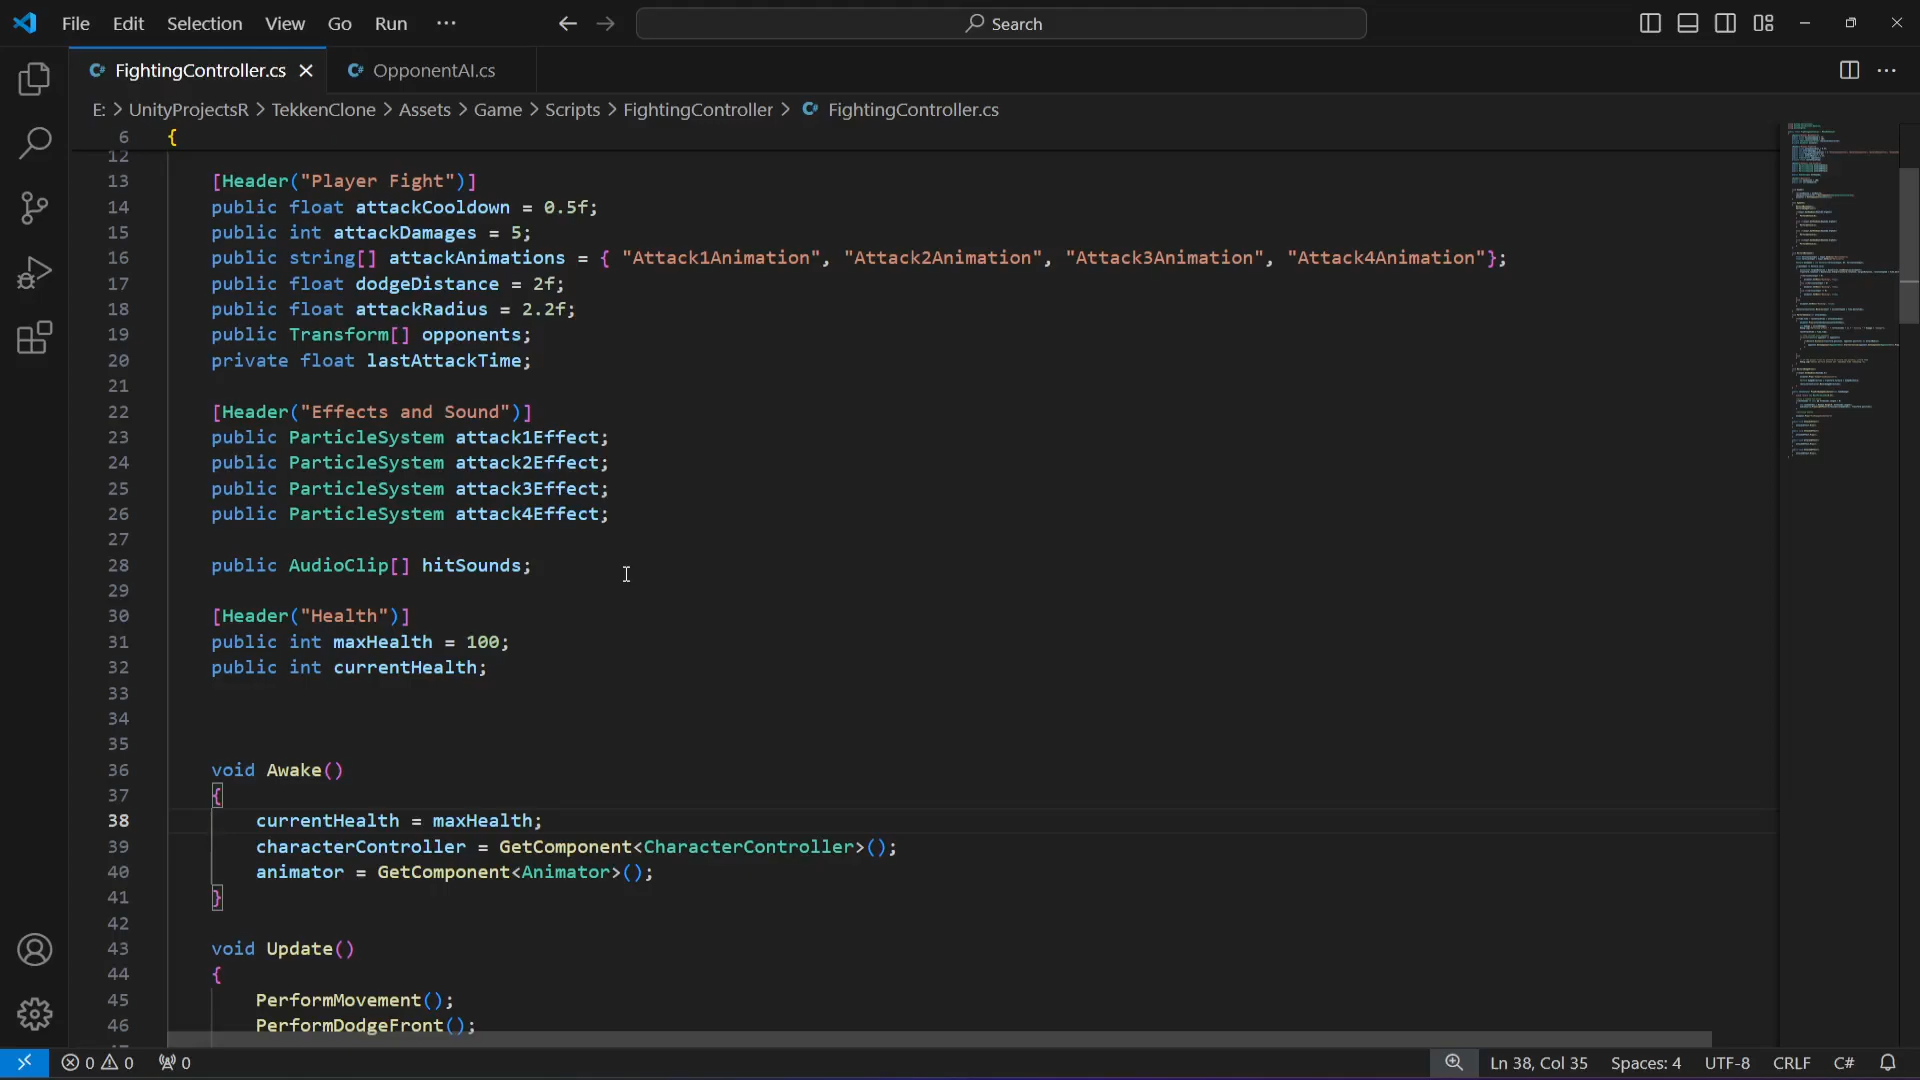 File Edit Selection View Go Run ··· Search
FightingController.cs OpponentAI.cs
E: > UnityProjectsR > TekkenClone > Assets > Game > Scripts > FightingController > FightingController.cs
6 {
12
13 [Header("Player Fight")]
14 public float attackCooldown = 0.5f;
15 public int attackDamages = 5;
16 public string[] attackAnimations = { "Attack1Animation", "Attack2Animation", "Attack3Animation", "Attack4Animation"};
17 public float dodgeDistance = 2f;
18 public float attackRadius = 2.2f;
19 public Transform[] opponents;
20 private float lastAttackTime;
21
22 [Header("Effects and Sound")]
23 public ParticleSystem attack1Effect;
24 public ParticleSystem attack2Effect;
25 public ParticleSystem attack3Effect;
26 public ParticleSystem attack4Effect;
27
28 public AudioClip[] hitSounds;
29
30 [Header("Health")]
31 public int maxHealth = 100;
32 public int currentHealth;
33
34
35
36 void Awake()
37 {
38 currentHealth = maxHealth;
39 characterController = GetComponent<CharacterController>();
40 animator = GetComponent<Animator>();
41 }
42
43 void Update()
44 {
45 PerformMovement();
46 PerformDodgeFront();
0 0 0 Ln 38, Col 35 Spaces: 4 UTF-8 CRLF C#